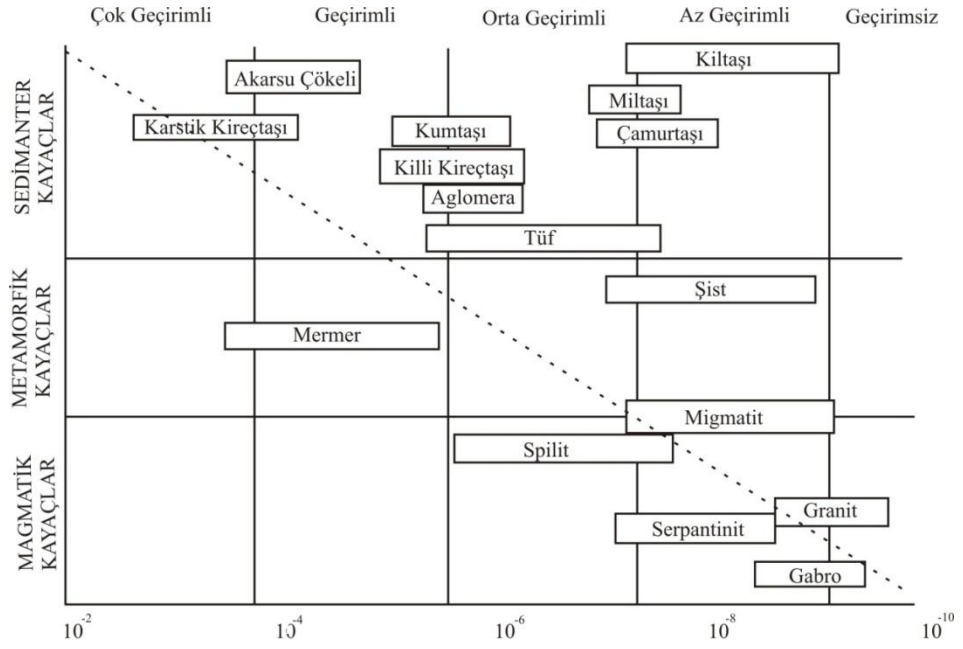 Çok Geçirimli Geçirimli Orta Geçirimli Az Geçirimli Geçirimsiz
SEDİMANTER
KAYAÇLAR
Kiltaşı
Akarsu Çökeli
Miltaşı
Karstik Kireçtaşı
Kumtaşı
Çamurtaşı
Killi Kireçtaşı
Aglomera
Tüf
METAMORFİK
KAYAÇLAR
Şist
Mermer
Migmatit
MAGMATİK
KAYAÇLAR
Spilit
Granit
Serpantinit
Gabro
10⁻² 10⁻⁴ 10⁻⁶ 10⁻⁸ 10⁻¹⁰